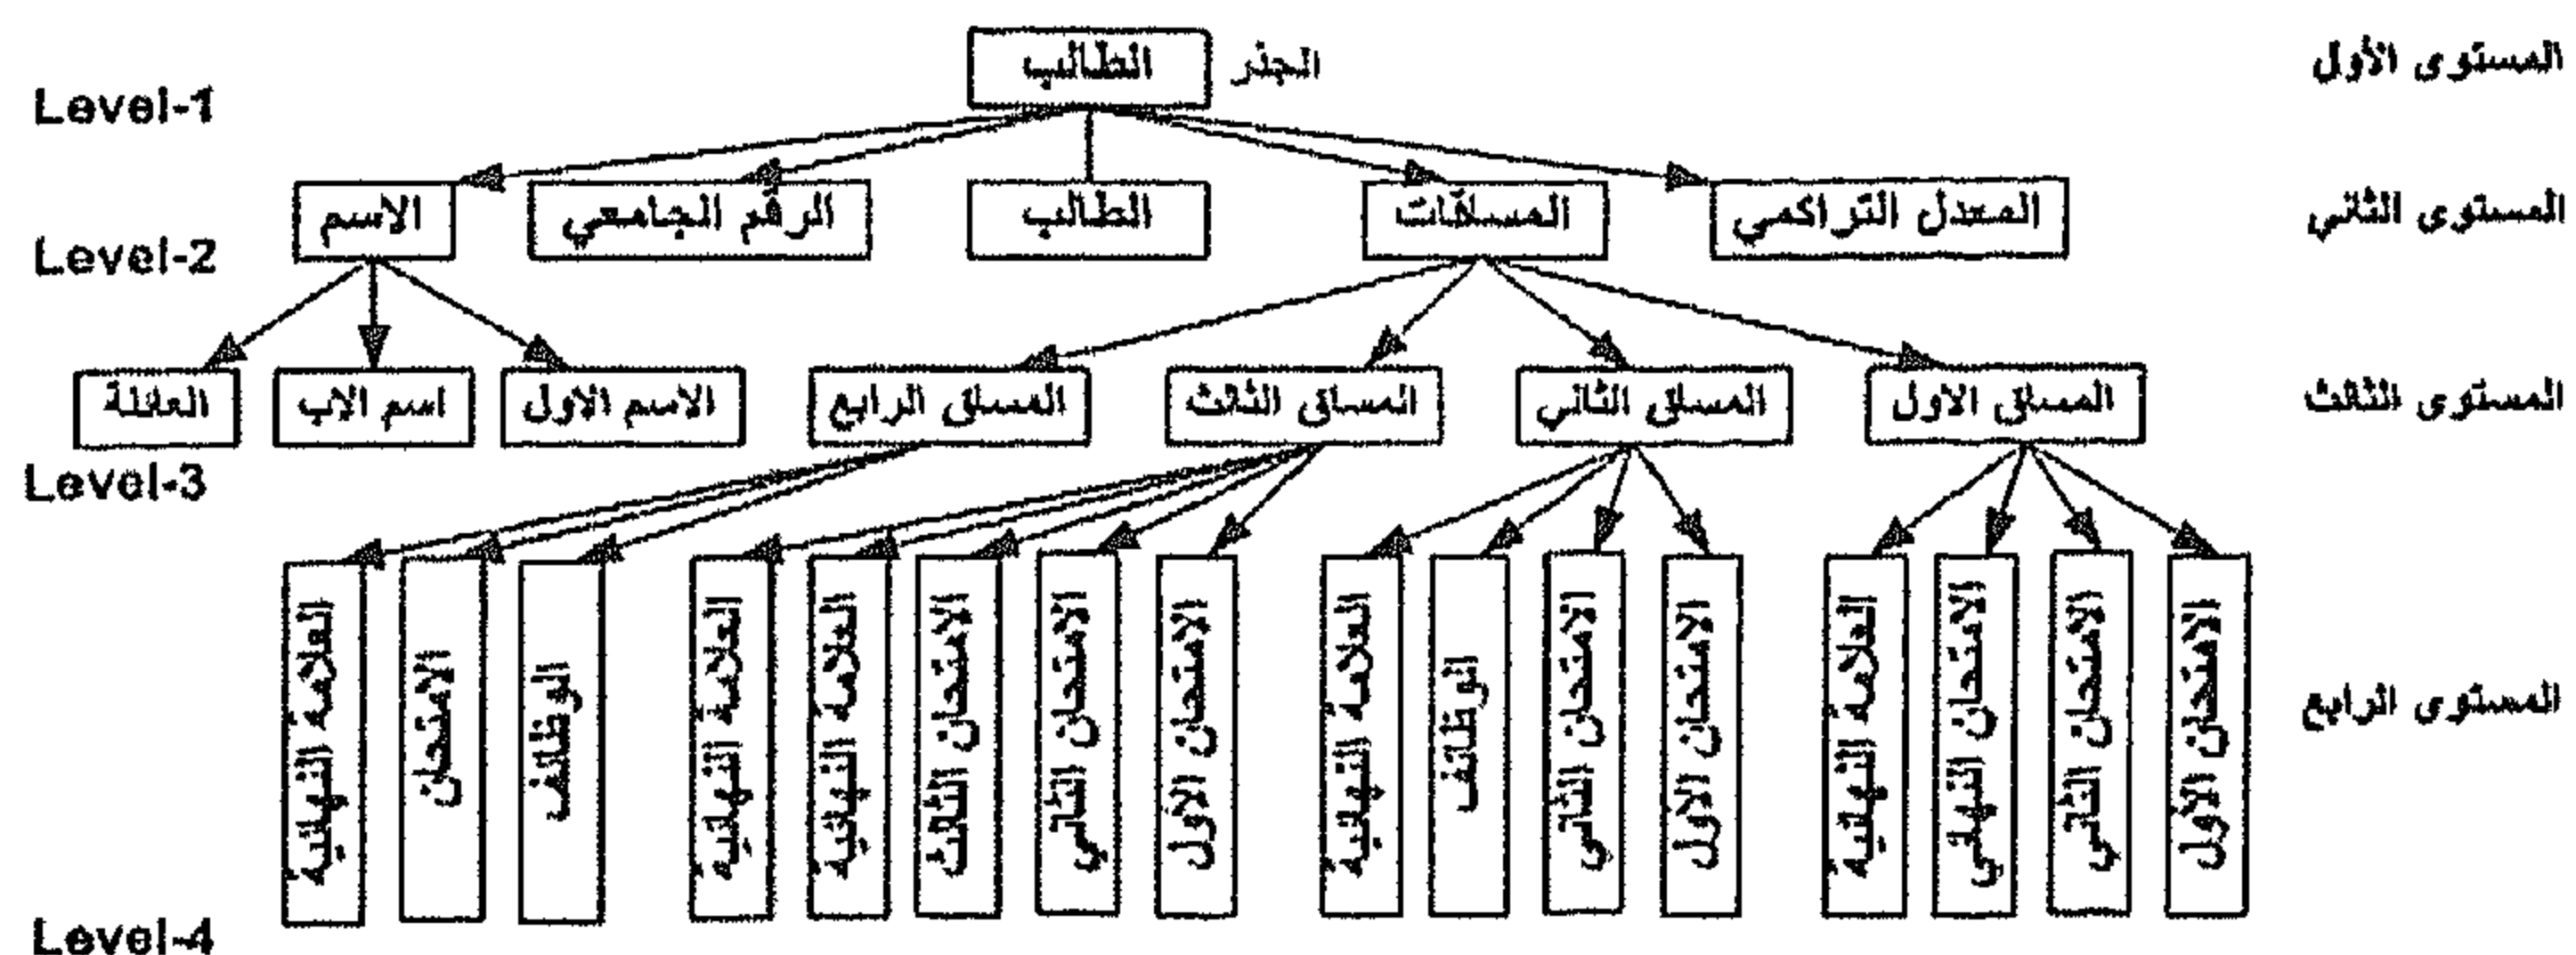 المستوى الأول
الجذر
الطالب
Level-1
المستوى الثاني
المعدل التراكمي
المساقات
الطالب
الرقم الجامعي
الاسم
Level-2
المستوى الثالث
المساق الاول
المساق الثاني
المساق الثالث
المساق الرابع
الاسم الاول
اسم الاب
العائلة
Level-3
المستوى الرابع
الامتحان الأول
الامتحان الثاني
الامتحان النهائي
العلامة النهائية
الامتحان الأول
الامتحان الثاني
الوظائف
العلامة النهائية
الامتحان الأول
الامتحان الثاني
الامتحان الثالث
العلامة النهائية
العلامة النهائية
الوظائف
الامتحان
العلامة النهائية
Level-4